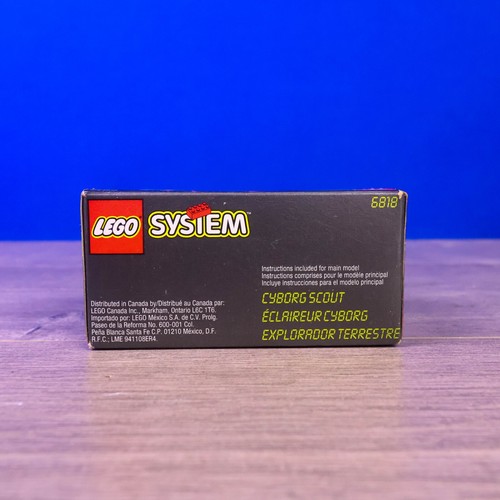 6818
LEGO SYSTEM™
Instructions included for main model
Instructions comprises pour le modèle principal
Incluye instrucciones para el modelo principal
CYBORG SCOUT
ÉCLAIREUR CYBORG
EXPLORADOR TERRESTRE
Distributed in Canada by/Distribué au Canada par:
LEGO Canada Inc., Markham, Ontario L6C 1T6.
Importado por: LEGO México S.A. de C.V. Prolg.
Paseo de la Reforma No. 600-001 Col.
Peña Blanca Santa Fe C.P. 01210 México, D.F.
R.F.C.; LME 941108ER4.